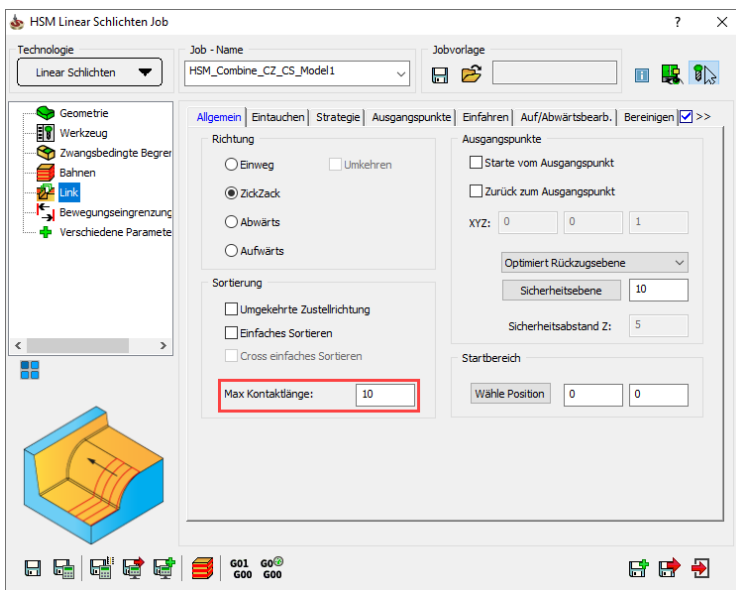 HSM Linear Schlichten Job
?
Technologie
Linear Schlichten
Job - Name
HSM_Combine_CZ_CS_Model1
Jobvorlage
Geometrie
Werkzeug
Zwangsbedingte Begrer
Bahnen
Link
Bewegungseingrenzung
Verschiedene Paramete
< >
Allgemein Eintauchen Strategie Ausgangspunkte Einfahren Auf/Abwärtsbearb. Bereinigen >>
Richtung
Einweg Umkehren
ZickZack
Abwärts
Aufwärts
Sortierung
Umgekehrte Zustellrichtung
Einfaches Sortieren
Cross einfaches Sortieren
Max Kontaktlänge: 10
Ausgangspunkte
Starte vom Ausgangspunkt
Zurück zum Ausgangspunkt
XYZ: 0 0 1
Optimiert Rückzugsebene
Sicherheitsebene 10
Sicherheitsabstand Z: 5
Startbereich
Wähle Position 0 0
G01 G00
G00 G00